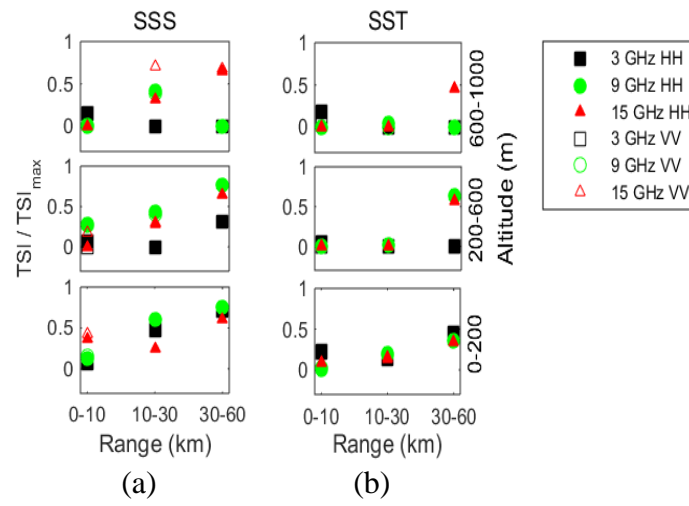 SSS
SST
1
0.5
0
1
0.5
0
600-1000
1
0.5
0
1
0.5
0
200-600
1
0.5
0
1
0.5
0
0-200
TSI / TSImax
Altitude (m)
0-10 10-30 30-60
0-10 10-30 30-60
Range (km)
Range (km)
(a)
(b)
3 GHz HH
9 GHz HH
15 GHz HH
3 GHz VV
9 GHz VV
15 GHz VV